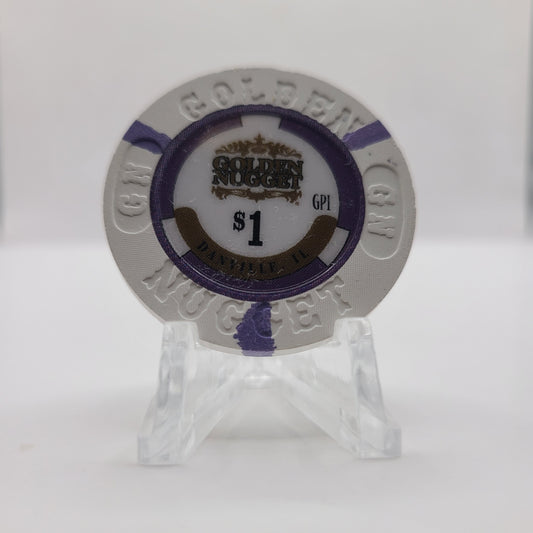 GOLDEN
GN
GN
GOLDEN
NUGGET
$1
GPI
DANVILLE, IL
NUGGET